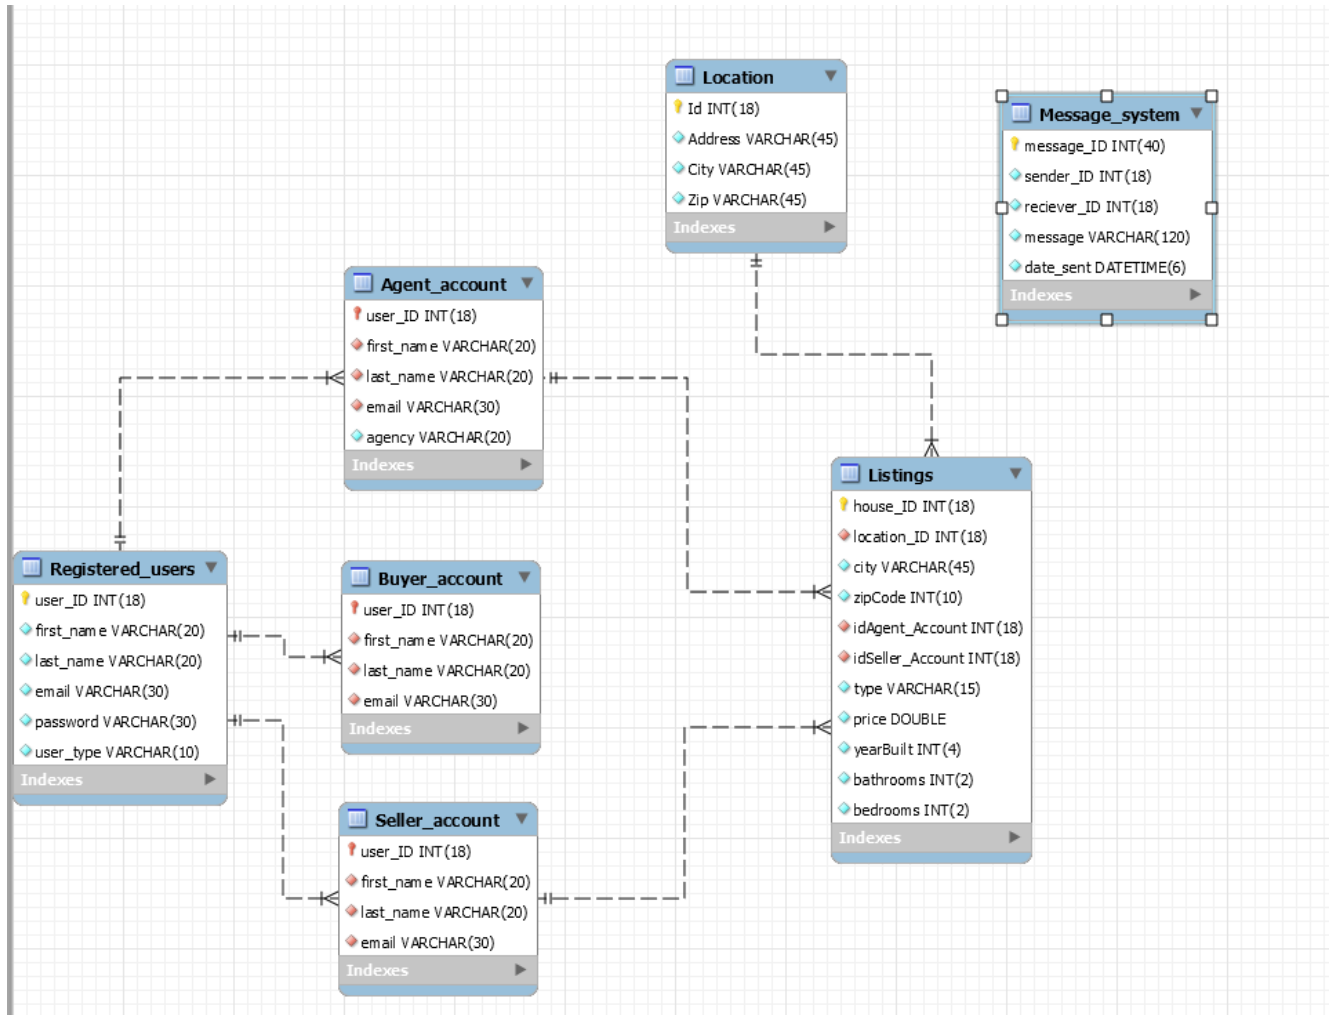 Location
Id INT(18)
Address VARCHAR(45)
City VARCHAR(45)
Zip VARCHAR(45)
Indexes
Message_system
message_ID INT(40)
sender_ID INT(18)
reciever_ID INT(18)
message VARCHAR(120)
date_sent DATETIME(6)
Indexes
Agent_account
user_ID INT(18)
first_name VARCHAR(20)
last_name VARCHAR(20)
email VARCHAR(30)
agency VARCHAR(20)
Indexes
Listings
house_ID INT(18)
location_ID INT(18)
city VARCHAR(45)
zipCode INT(10)
idAgent_Account INT(18)
idSeller_Account INT(18)
type VARCHAR(15)
price DOUBLE
yearBuilt INT(4)
bathrooms INT(2)
bedrooms INT(2)
Indexes
Registered_users
user_ID INT(18)
first_name VARCHAR(20)
last_name VARCHAR(20)
email VARCHAR(30)
password VARCHAR(30)
user_type VARCHAR(10)
Indexes
Buyer_account
user_ID INT(18)
first_name VARCHAR(20)
last_name VARCHAR(20)
email VARCHAR(30)
Indexes
Seller_account
user_ID INT(18)
first_name VARCHAR(20)
last_name VARCHAR(20)
email VARCHAR(30)
Indexes